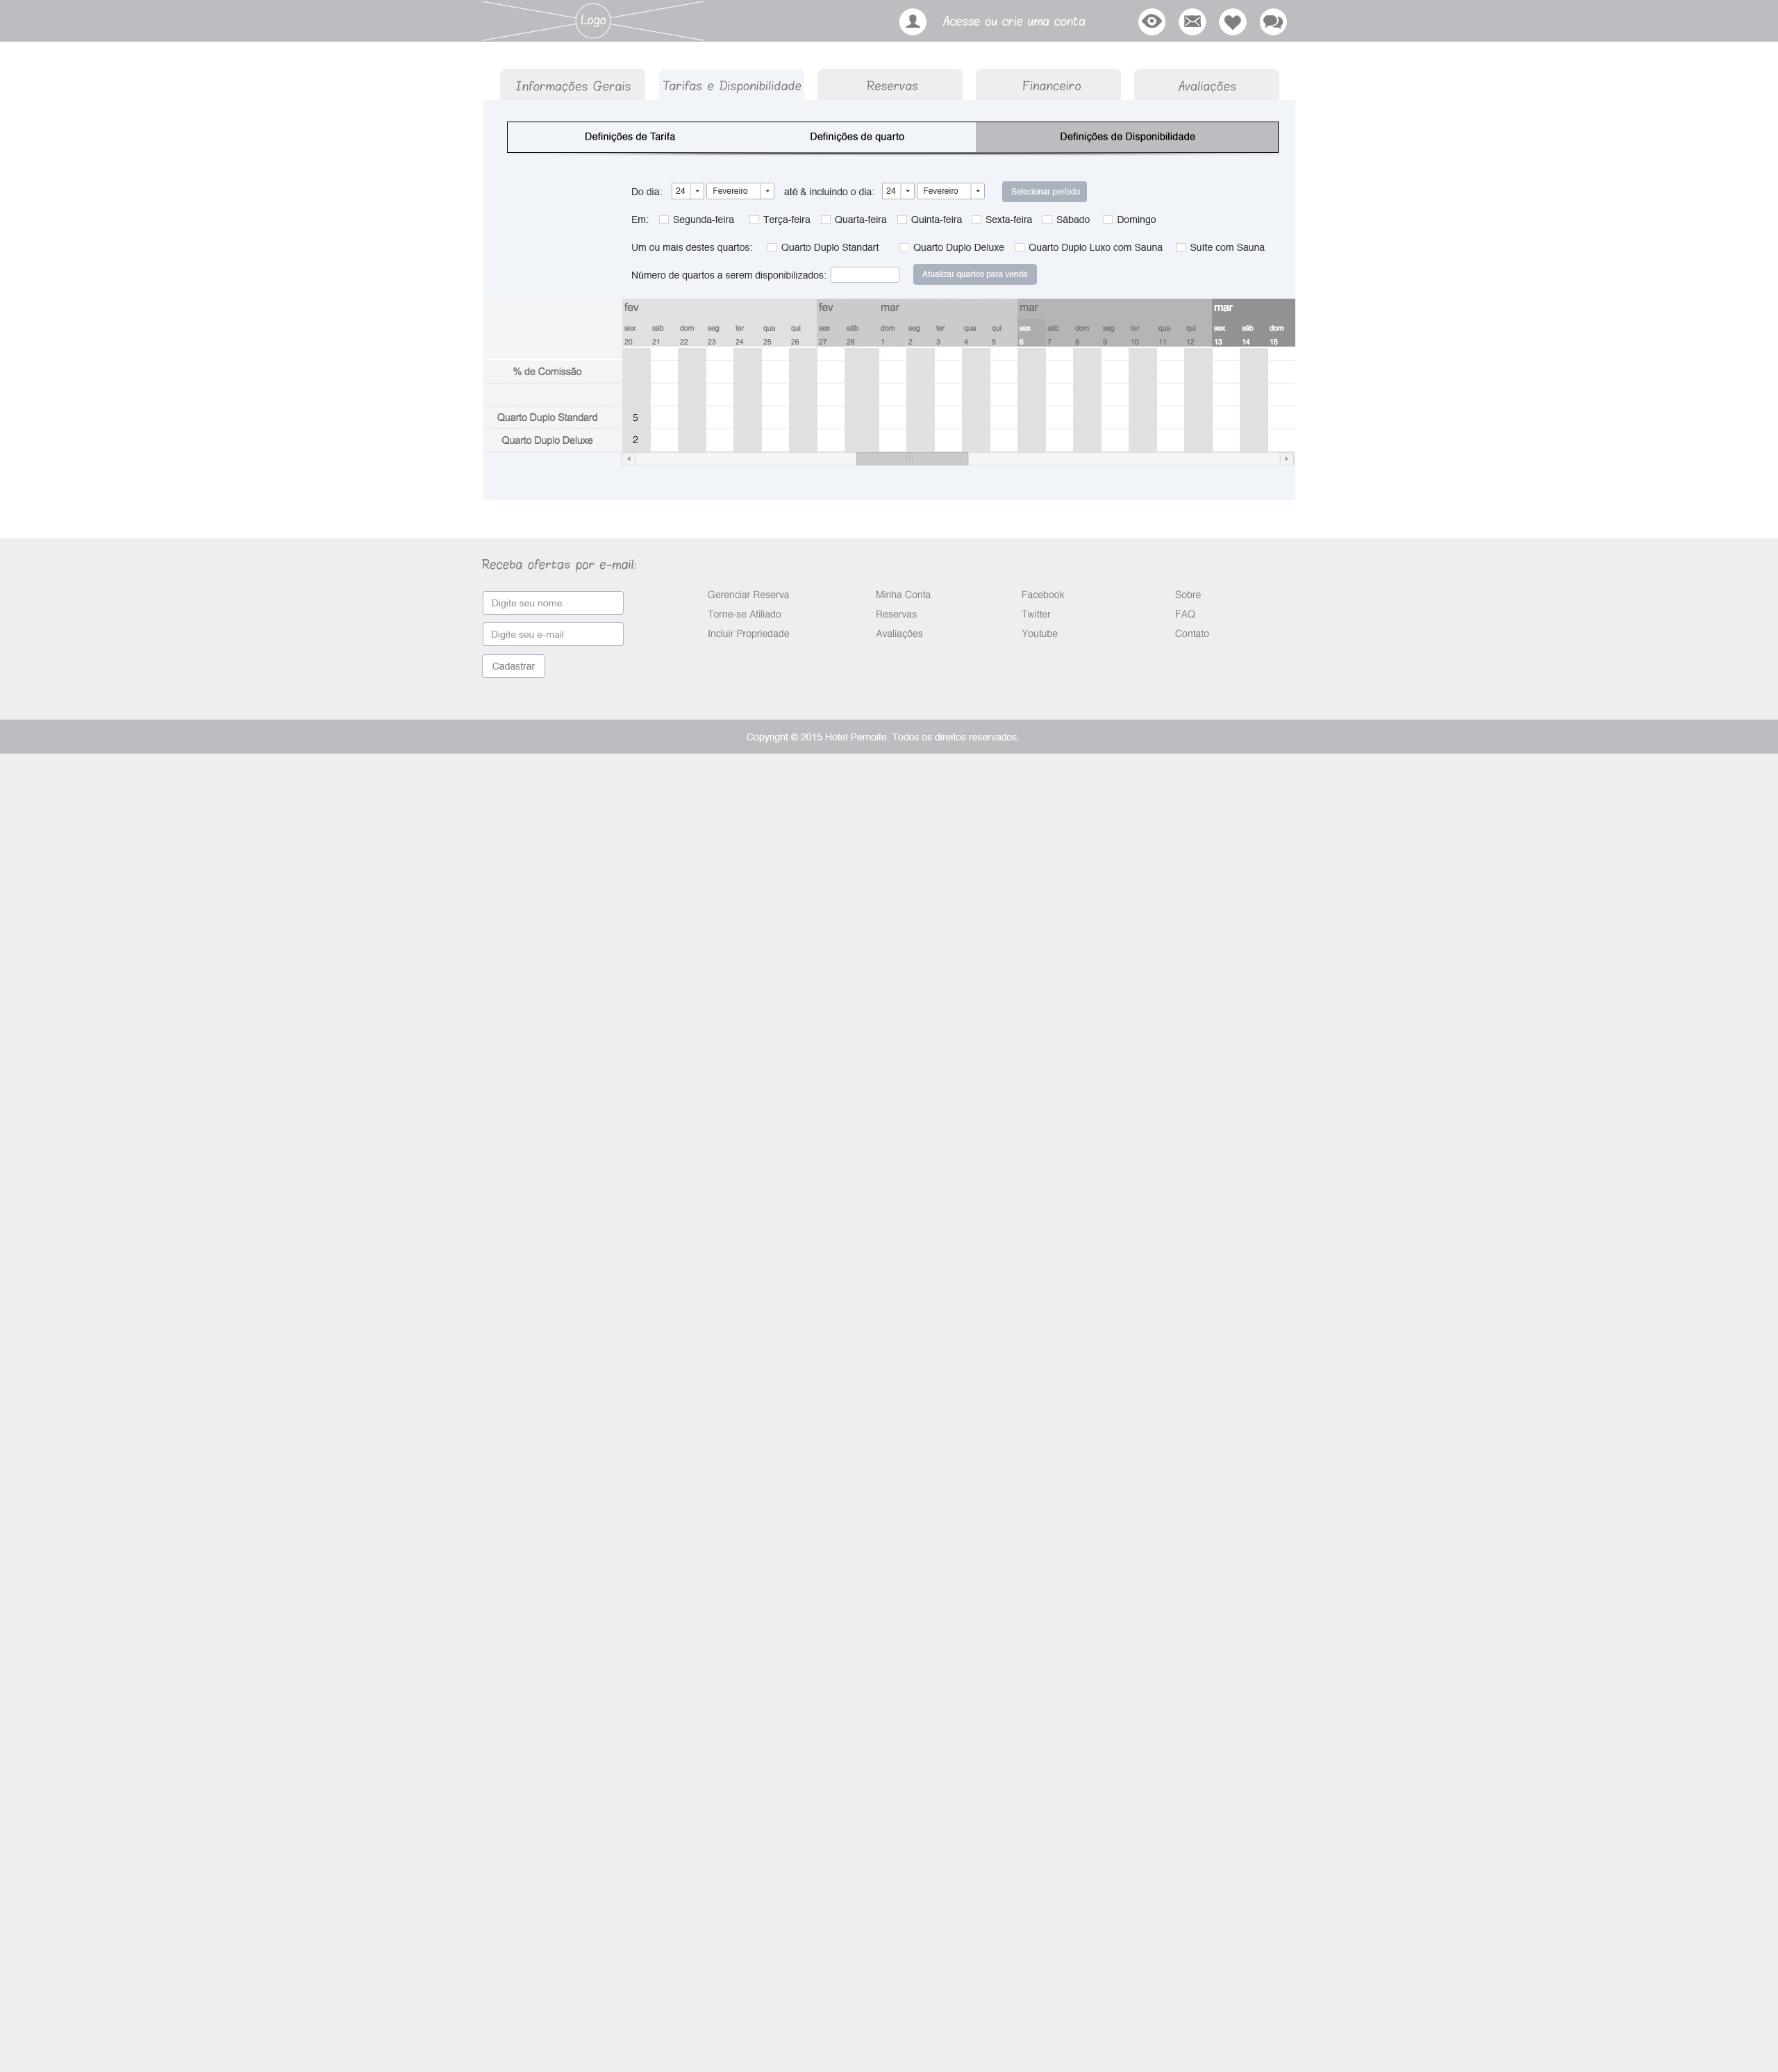 Logo
Acesse ou crie uma conta
Informações Gerais
Tarifas e Disponibilidade
Reservas
Financeiro
Avaliações
Definições de Tarifa
Definições de quarto
Definições de Disponibilidade
Do dia: 24 Fevereiro até & incluindo o dia: 24 Fevereiro Selecionar período
Em: Segunda-feira Terça-feira Quarta-feira Quinta-feira Sexta-feira Sábado Domingo
Um ou mais destes quartos: Quarto Duplo Standart Quarto Duplo Deluxe Quarto Duplo Luxo com Sauna Suíte com Sauna
Número de quartos a serem disponibilizados: Atualizar quartos para venda
fev fev mar mar mar
sex sáb dom seg ter qua qui sex sáb dom seg ter qua qui sex sáb dom seg ter qua qui sex sáb dom
20 21 22 23 24 25 26 27 28 1 2 3 4 5 6 7 8 9 10 11 12 13 14 15
% de Comissão
Quarto Duplo Standard 5
Quarto Duplo Deluxe 2
Receba ofertas por e-mail:
Digite seu nome
Digite seu e-mail
Cadastrar
Gerenciar Reserva
Torne-se Afiliado
Incluir Propriedade
Minha Conta
Reservas
Avaliações
Facebook
Twitter
Youtube
Sobre
FAQ
Contato
Copyright © 2015 Hotel Pernoite. Todos os direitos reservados.